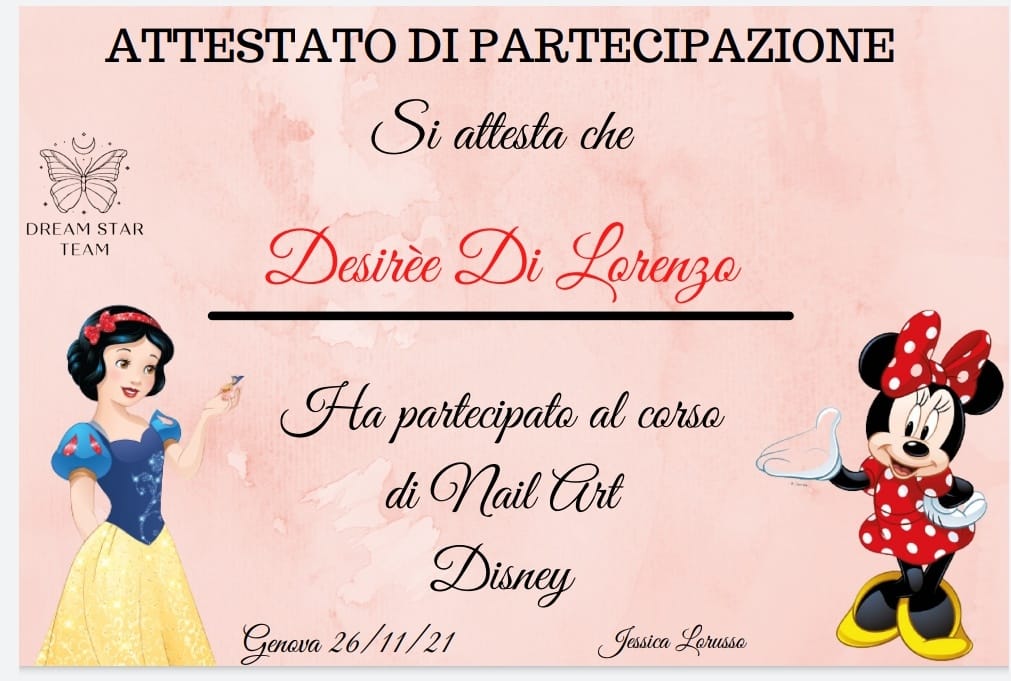 ATTESTATO DI PARTECIPAZIONE
Si attesta che
DREAM STAR
TEAM
Desirèe Di Lorenzo
Ha partecipato al corso
di Nail Art
Disney
Genova 26/11/21
Jessica Lorusso